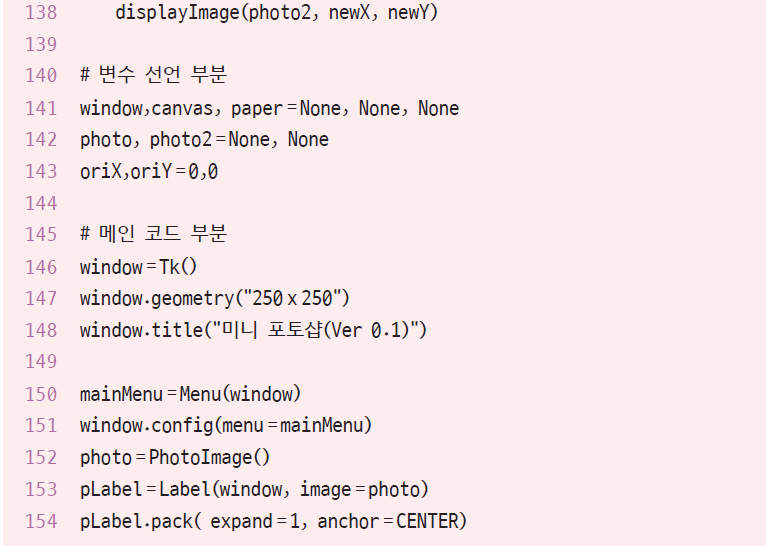 138 displayImage(photo2, newX, newY)
139
140 # 변수 선언 부분
141 window,canvas, paper=None, None, None
142 photo, photo2=None, None
143 oriX,oriY=0,0
144
145 # 메인 코드 부분
146 window=Tk()
147 window.geometry("250x250")
148 window.title("미니 포토샵(Ver 0.1)")
149
150 mainMenu=Menu(window)
151 window.config(menu=mainMenu)
152 photo=PhotoImage()
153 pLabel=Label(window, image=photo)
154 pLabel.pack( expand=1, anchor=CENTER)